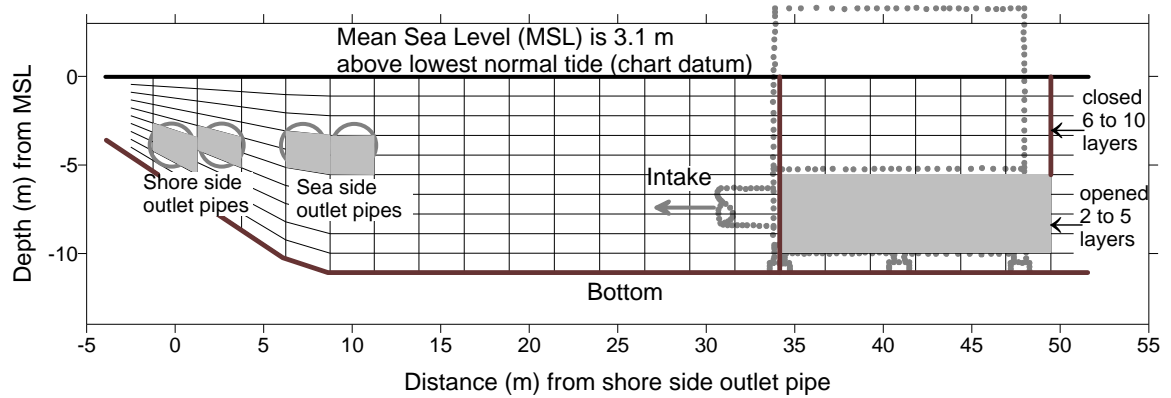 Mean Sea Level (MSL) is 3.1 m
above lowest normal tide (chart datum)
0
-5
-10
Depth (m) from MSL
closed
6 to 10
layers
Intake
Shore side
outlet pipes
Sea side
outlet pipes
opened
2 to 5
layers
Bottom
-5 0 5 10 15 20 25 30 35 40 45 50 55
Distance (m) from shore side outlet pipe